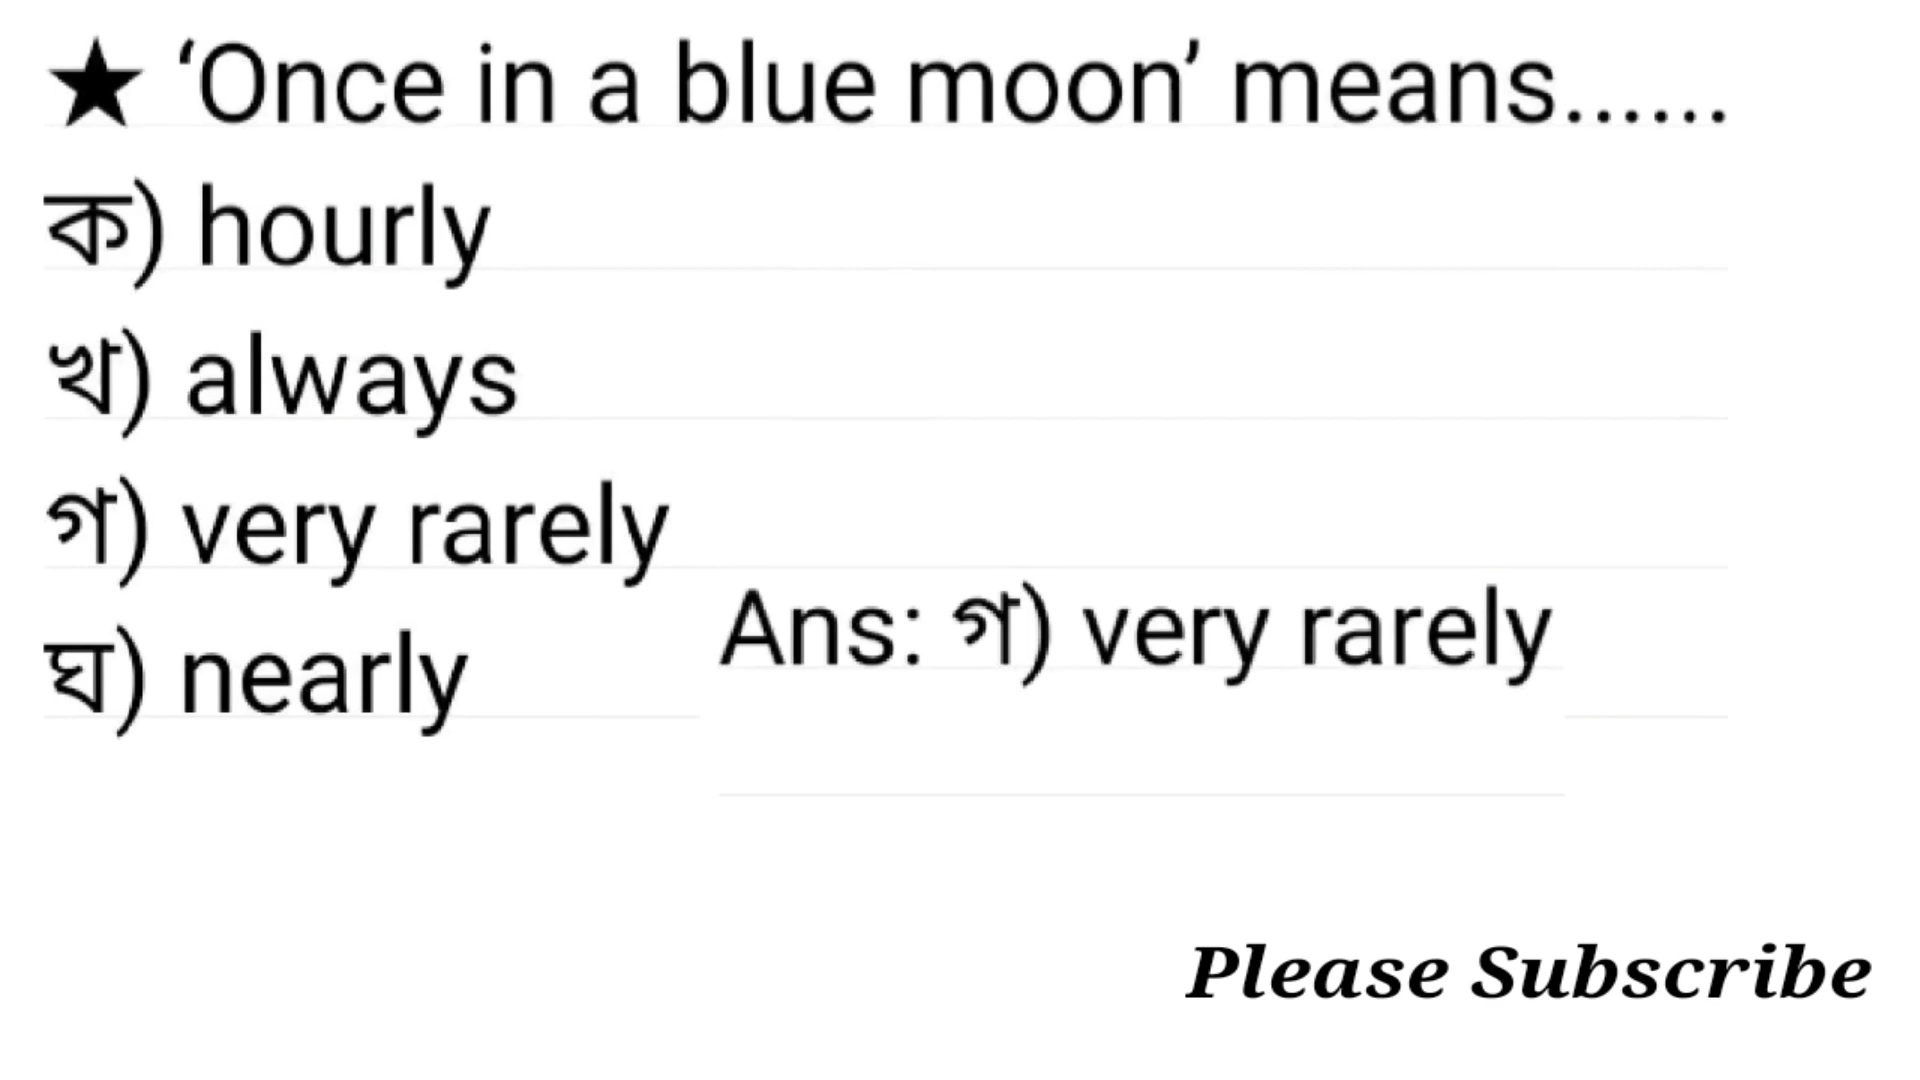 ★ ‘Once in a blue moon’ means......
ক) hourly
খ) always
গ) very rarely
Ans: গ) very rarely
ঘ) nearly
Please Subscribe